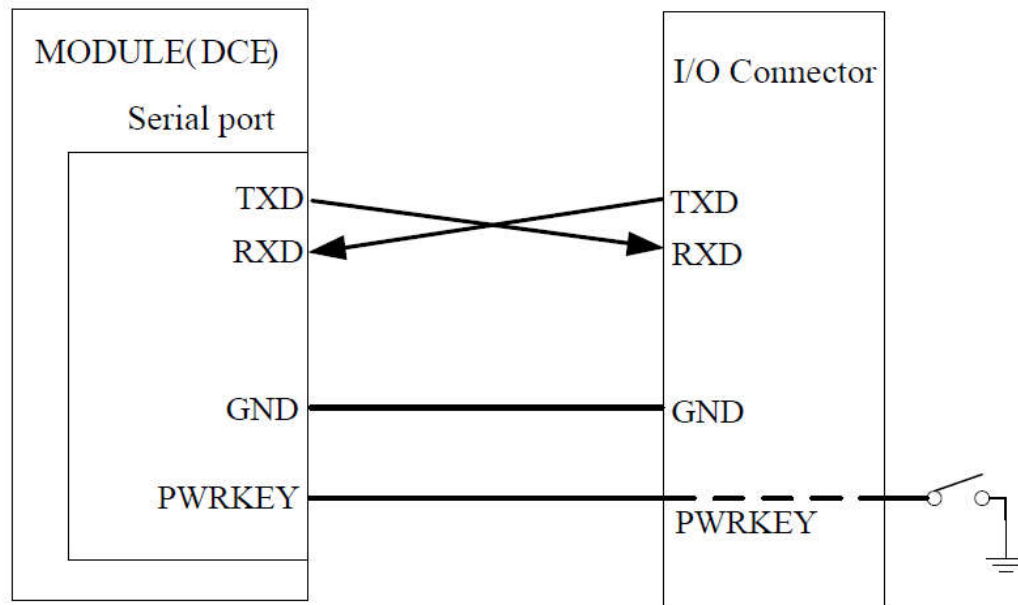 MODULE(DCE)
Serial port
TXD
RXD
GND
PWRKEY
I/O Connector
TXD
RXD
GND
PWRKEY